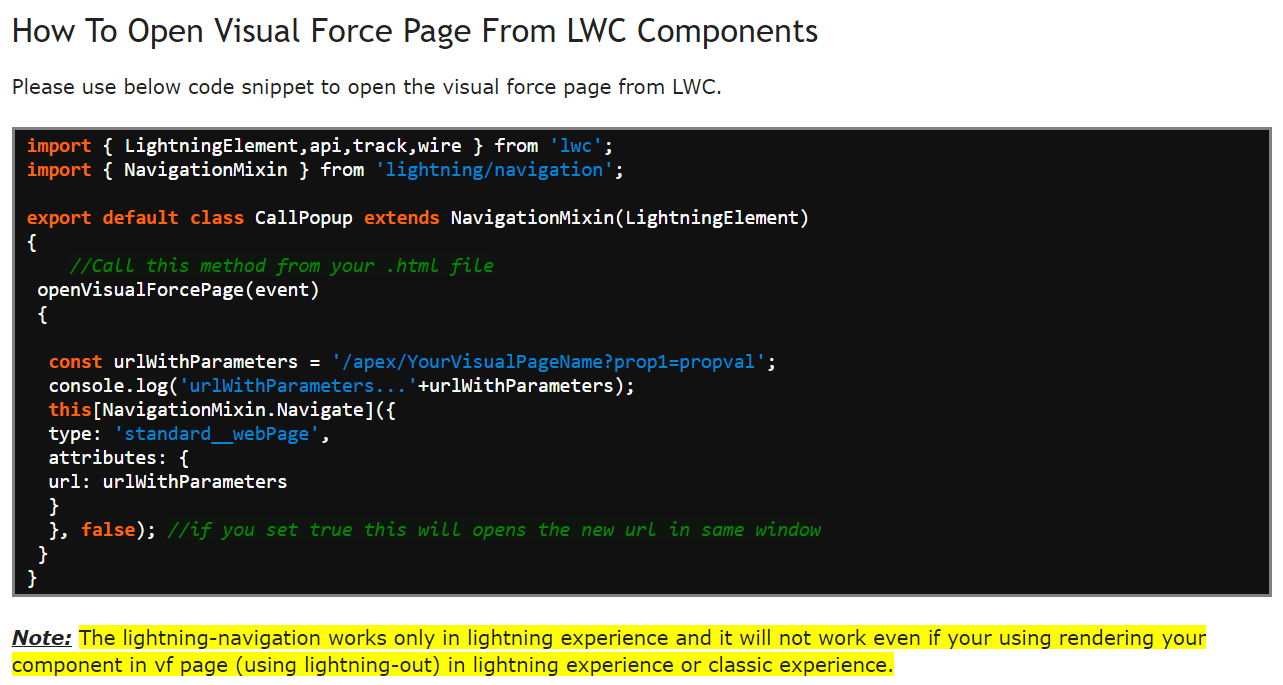 How To Open Visual Force Page From LWC Components
Please use below code snippet to open the visual force page from LWC.
import { LightningElement,api,track,wire } from 'lwc';
import { NavigationMixin } from 'lightning/navigation';
export default class CallPopup extends NavigationMixin(LightningElement)
{
//Call this method from your .html file
openVisualForcePage(event)
{
const urlWithParameters = '/apex/YourVisualPageName?prop1=propval';
console.log('urlWithParameters...'+urlWithParameters);
this[NavigationMixin.Navigate]({
type: 'standard__webPage',
attributes: {
url: urlWithParameters
}
}, false); //if you set true this will opens the new url in same window
}
}
Note: The lightning-navigation works only in lightning experience and it will not work even if your using rendering your
component in vf page (using lightning-out) in lightning experience or classic experience.